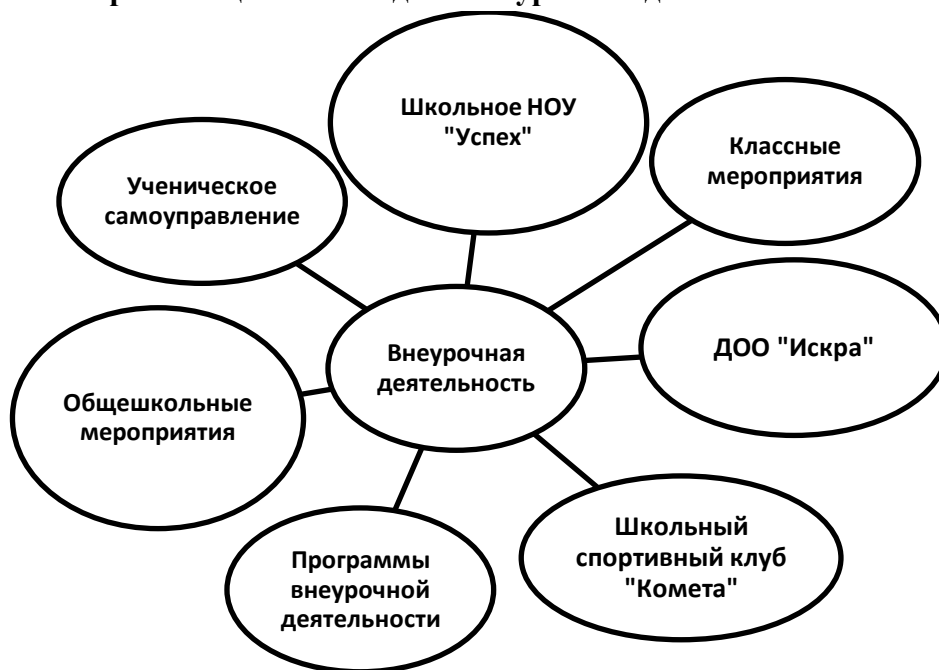 Школьное НОУ
"Успех"
Классные
мероприятия
Ученическое
самоуправление
ДОО "Искра"
Внеурочная
деятельность
Общешкольные
мероприятия
Школьный
спортивный клуб
"Комета"
Программы
внеурочной
деятельности